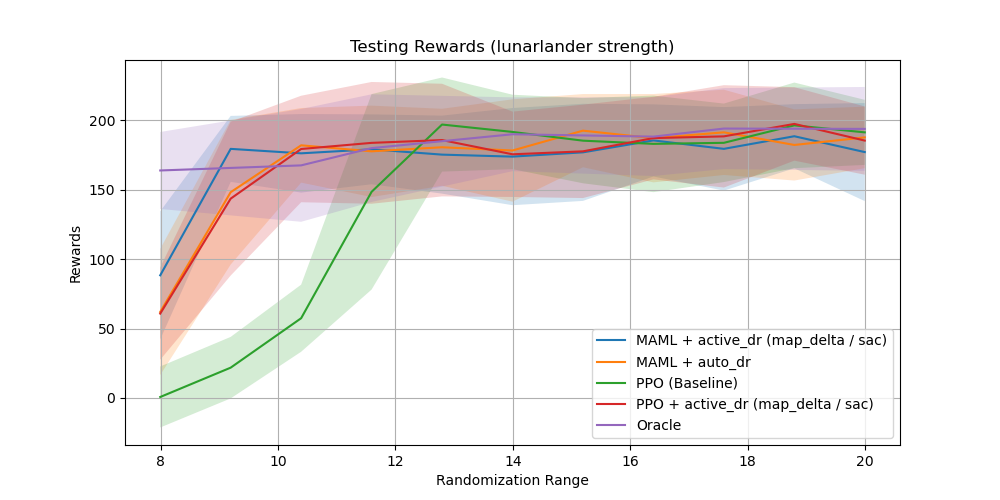 Testing Rewards (lunarlander strength)
Rewards
200
150
100
50
0
MAML + active_dr (map_delta / sac)
MAML + auto_dr
PPO (Baseline)
PPO + active_dr (map_delta / sac)
Oracle
8
10
12
14
16
18
20
Randomization Range